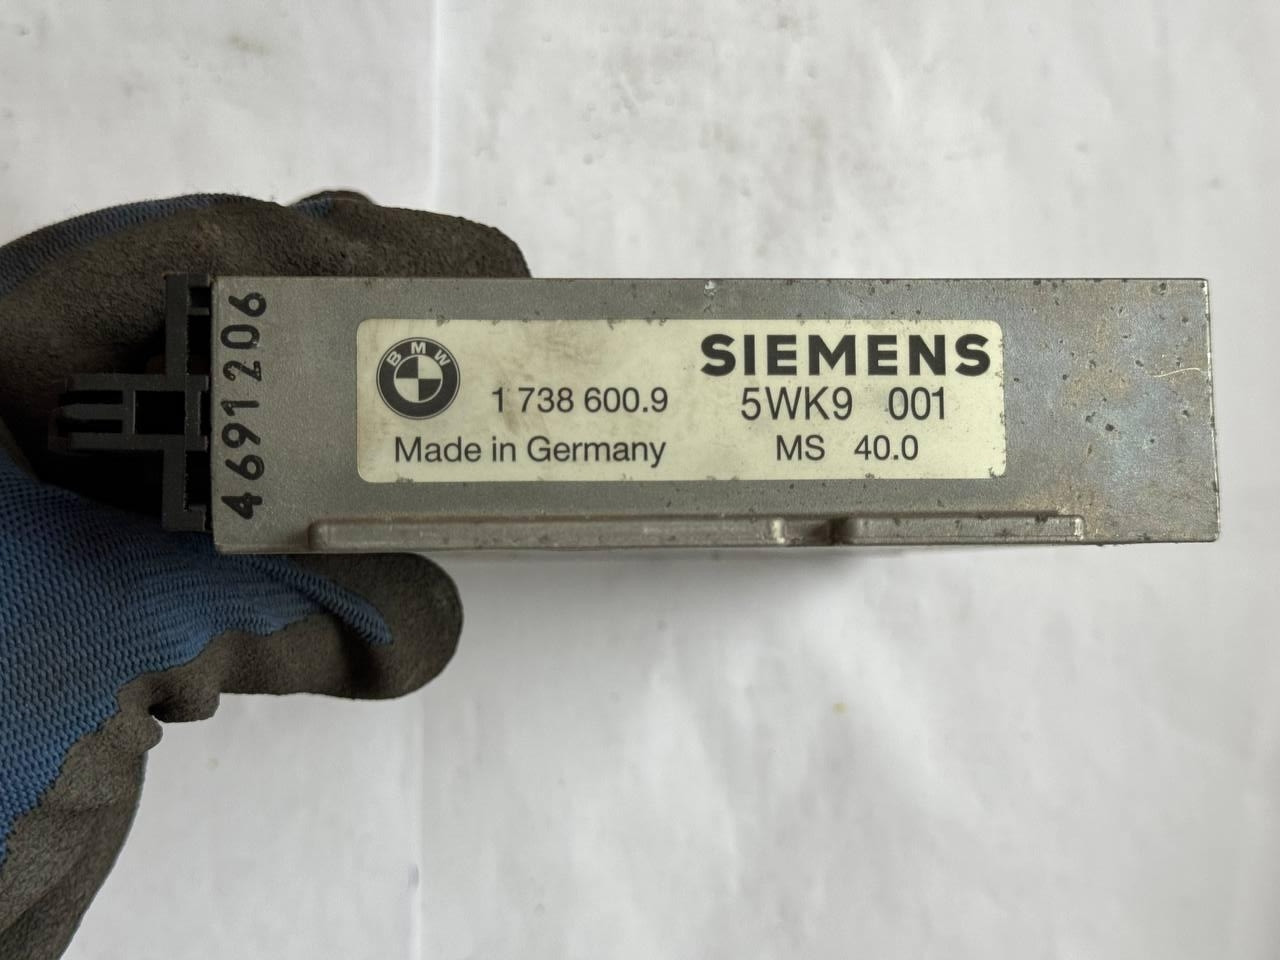 4691206
BMW
SIEMENS
1 738 600.9
5WK9 001
Made in Germany
MS 40.0